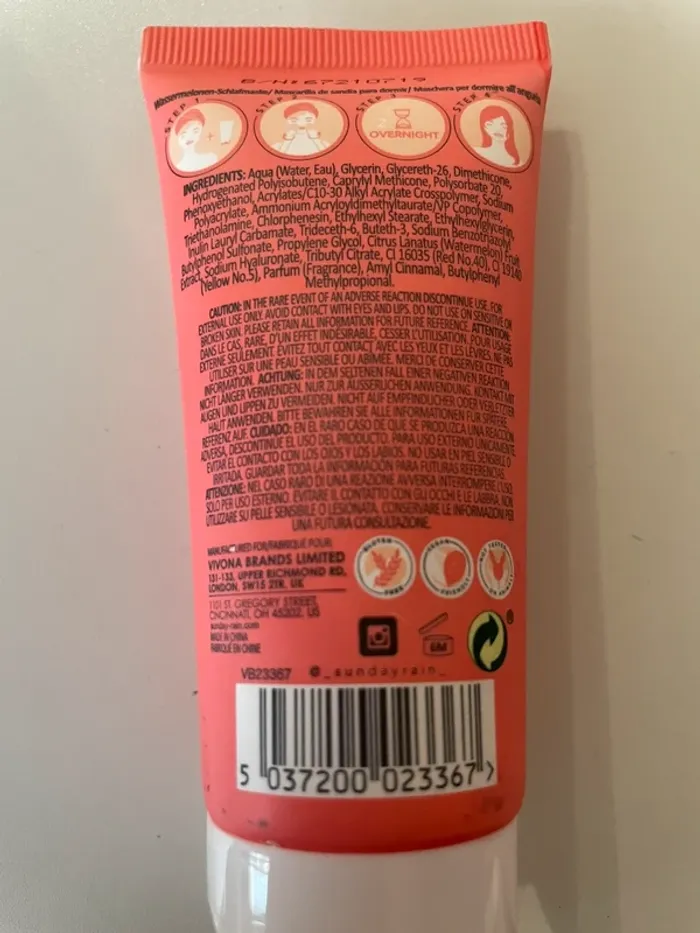 B/N: 67210719
Wassermelonen-Schlafmaske/ Mascarilla de sandía para dormir/ Maschera per dormire all'anguria
STEP 1
STEP 2
STEP 3
STEP 4
OVERNIGHT
INGREDIENTS: Aqua (Water, Eau), Glycerin, Glycereth-26, Dimethicone,
Hydrogenated Polyisobutene, Caprylyl Methicone, Polysorbate 20,
Phenoxyethanol, Acrylates/C10-30 Alkyl Acrylate Crosspolymer, Sodium
Polyacrylate, Ammonium Acryloyldimethyltaurate/VP Copolymer,
Triethanolamine, Chlorphenesin, Ethylhexyl Stearate, Ethylhexylglycerin,
Inulin Lauryl Carbamate, Trideceth-6, Buteth-3, Sodium Benzotriazolyl
Butylphenol Sulfonate, Propylene Glycol, Citrus Lanatus (Watermelon) Fruit
Extract, Sodium Hyaluronate, Tributyl Citrate, CI 16035 (Red No.40), CI 19140
(Yellow No.5), Parfum (Fragrance), Amyl Cinnamal, Butylphenyl
Methylpropional.
CAUTION: IN THE RARE EVENT OF AN ADVERSE REACTION DISCONTINUE USE. FOR
EXTERNAL USE ONLY. AVOID CONTACT WITH EYES AND LIPS. DO NOT USE ON SENSITIVE OR
BROKEN SKIN. PLEASE RETAIN ALL INFORMATION FOR FUTURE REFERENCE. ATTENTION:
DANS LE CAS, RARE, D'UN EFFET INDÉSIRABLE, CESSER L'UTILISATION. POUR USAGE
EXTERNE SEULEMENT. ÉVITEZ TOUT CONTACT AVEC LES YEUX ET LES LÈVRES. NE PAS
UTILISER SUR UNE PEAU SENSIBLE OU ABIMÉE. MERCI DE CONSERVER CETTE
INFORMATION. ACHTUNG: IN DEM SELTENEN FALL EINER NEGATIVEN REAKTION
NICHT LÄNGER VERWENDEN. NUR ZUR ÄUSSERLICHEN ANWENDUNG. KONTAKT MIT
AUGEN UND LIPPEN ZU VERMEIDEN. NICHT AUF EMPFINDLICHER ODER VERLETZTER
HAUT ANWENDEN. BITTE BEWAHREN SIE ALLE INFORMATIONEN FÜR SPÄTERE
REFERENZ AUF. CUIDADO: EN EL RARO CASO DE QUE SE PRODUZCA UNA REACCIÓN
ADVERSA, DESCONTINUE EL USO DEL PRODUCTO. PARA USO EXTERNO ÚNICAMENTE
EVITAR EL CONTACTO CON LOS OJOS Y LOS LABIOS. NO USAR EN PIEL SENSIBLE O
IRRITADA. GUARDAR TODA LA INFORMACIÓN PARA FUTURAS REFERENCIAS.
ATTENZIONE: NEL CASO RARO DI UNA REAZIONE AVVERSA INTERROMPERE L'USO.
SOLO PER USO ESTERNO. EVITARE IL CONTATTO CON GLI OCCHI E LE LABBRA. NON
UTILIZZARE SU PELLE SENSIBILE O LESIONATA. CONSERVARE LE INFORMAZIONI PER
UNA FUTURA CONSULTAZIONE.
MANUFACTURED FOR/FABRIQUÉ POUR:
VIVONA BRANDS LIMITED
131-133, UPPER RICHMOND RD,
LONDON, SW15 2TR, UK
1101 ST. GREGORY STREET,
CINCINNATI, OH 45202, US
sunday-rain.com
MADE IN CHINA
FABRIQUÉ EN CHINE
GLUTEN FREE
VEGAN FRIENDLY
NOT TESTED ON ANIMALS
6M
®
VB23367
@_sundayrain_
5 037200 023367 >